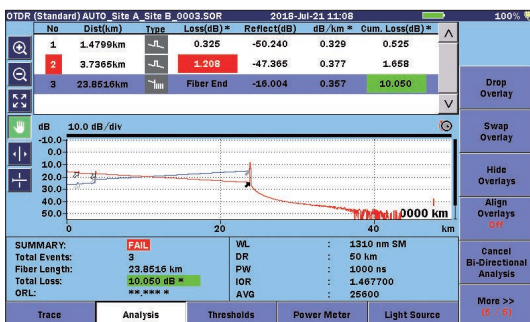 OTDR (Standard) AUTO_Site A_Site B_0003.SOR 2018-Jul-21 11:08 100%
No Dist(km) Type Loss(dB)* Reflect(dB) dB/km* Cum. Loss(dB)*
1 1.4799km 0.325 -50.240 0.329 0.525
2 3.7365km 1.208 -47.365 0.377 1.658
3 23.8516km Fiber End -16.004 0.357 10.050
dB 10.0 dB/div
-10.0
0.0
10.0
20.0
30.0
40.0
50.0
0000 km
0 20 40 km
SUMMARY: FAIL
Total Events: 3
Fiber Length: 23.8516 km
Total Loss: 10.050 dB *
ORL: **.*** *
WL : 1310 nm SM
DR : 50 km
PW : 1000 ns
IOR : 1.467700
AVG : 25600
Drop
Overlay
Swap
Overlay
Hide
Overlays
Align
Overlays
Off
Cancel
Bi-Directional
Analysis
More >>
Trace Analysis Thresholds Power Meter Light Source